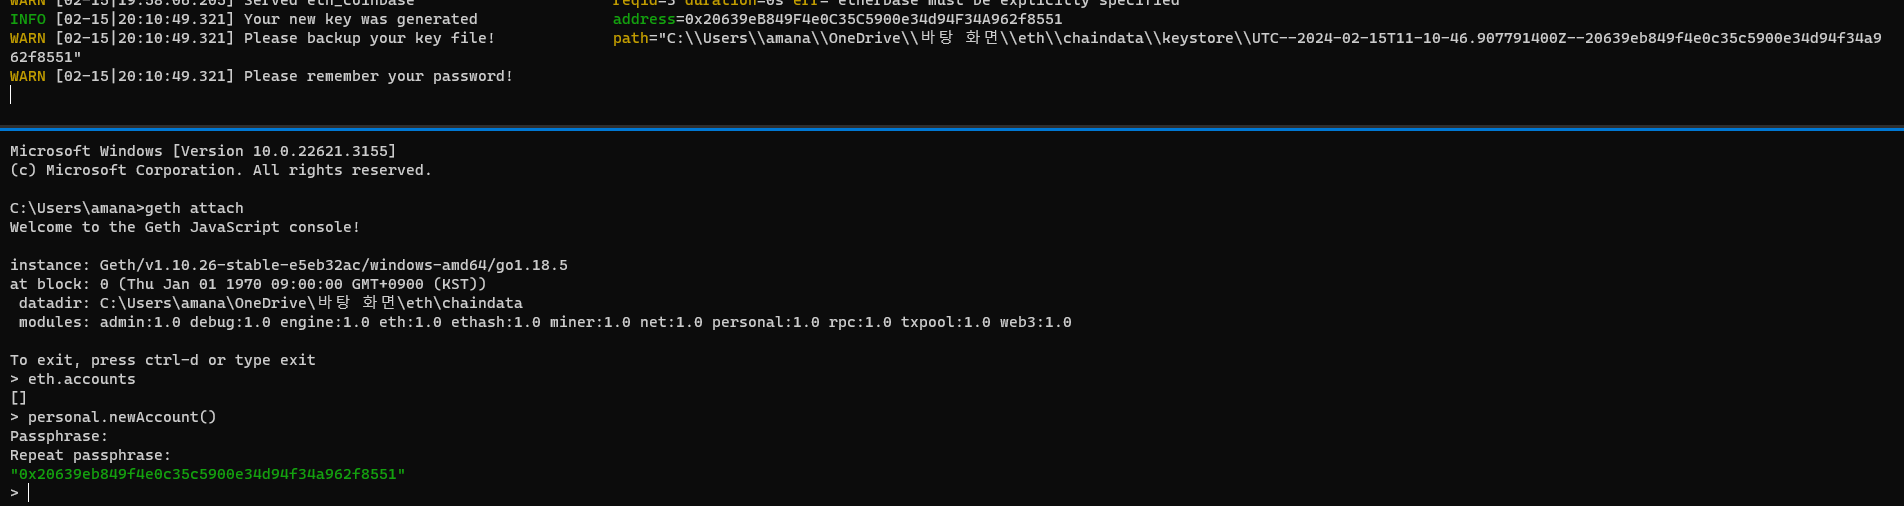 WARN [02-15|19:58:06.205] Served eth_coinbase reqid=3 duration=0s err="etherbase must be explicitly specified"
INFO [02-15|20:10:49.321] Your new key was generated address=0x20639eB849F4e0C35C5900e34d94F34A962f8551
WARN [02-15|20:10:49.321] Please backup your key file! path="C:\\Users\\amana\\OneDrive\\바탕 화면\\eth\\chaindata\\keystore\\UTC--2024-02-15T11-10-46.907791400Z--20639eb849f4e0c35c5900e34d94f34a9
62f8551"
WARN [02-15|20:10:49.321] Please remember your password!
Microsoft Windows [Version 10.0.22621.3155]
(c) Microsoft Corporation. All rights reserved.
C:\Users\amana>geth attach
Welcome to the Geth JavaScript console!
instance: Geth/v1.10.26-stable-e5eb32ac/windows-amd64/go1.18.5
at block: 0 (Thu Jan 01 1970 09:00:00 GMT+0900 (KST))
datadir: C:\Users\amana\OneDrive\바탕 화면\eth\chaindata
modules: admin:1.0 debug:1.0 engine:1.0 eth:1.0 ethash:1.0 miner:1.0 net:1.0 personal:1.0 rpc:1.0 txpool:1.0 web3:1.0
To exit, press ctrl-d or type exit
> eth.accounts
[]
> personal.newAccount()
Passphrase:
Repeat passphrase:
"0x20639eb849f4e0c35c5900e34d94f34a962f8551"
>